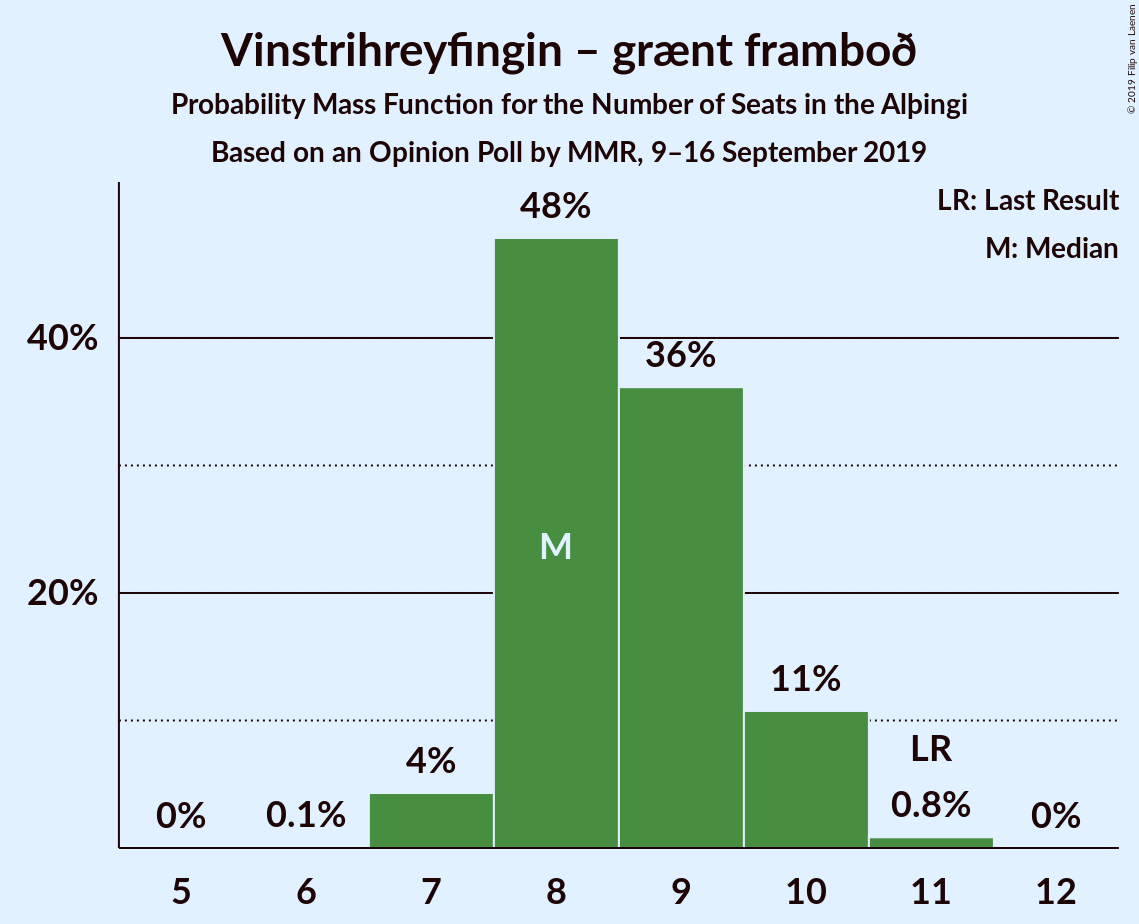 Vinstrihreyfingin – grænt framboð
Probability Mass Function for the Number of Seats in the Alþingi
Based on an Opinion Poll by MMR, 9–16 September 2019
© 2019 Filip van Laenen
LR: Last Result
M: Median
48%
40%
36%
M
20%
11%
LR
4%
0.8%
0%
0.1%
0%
5 6 7 8 9 10 11 12